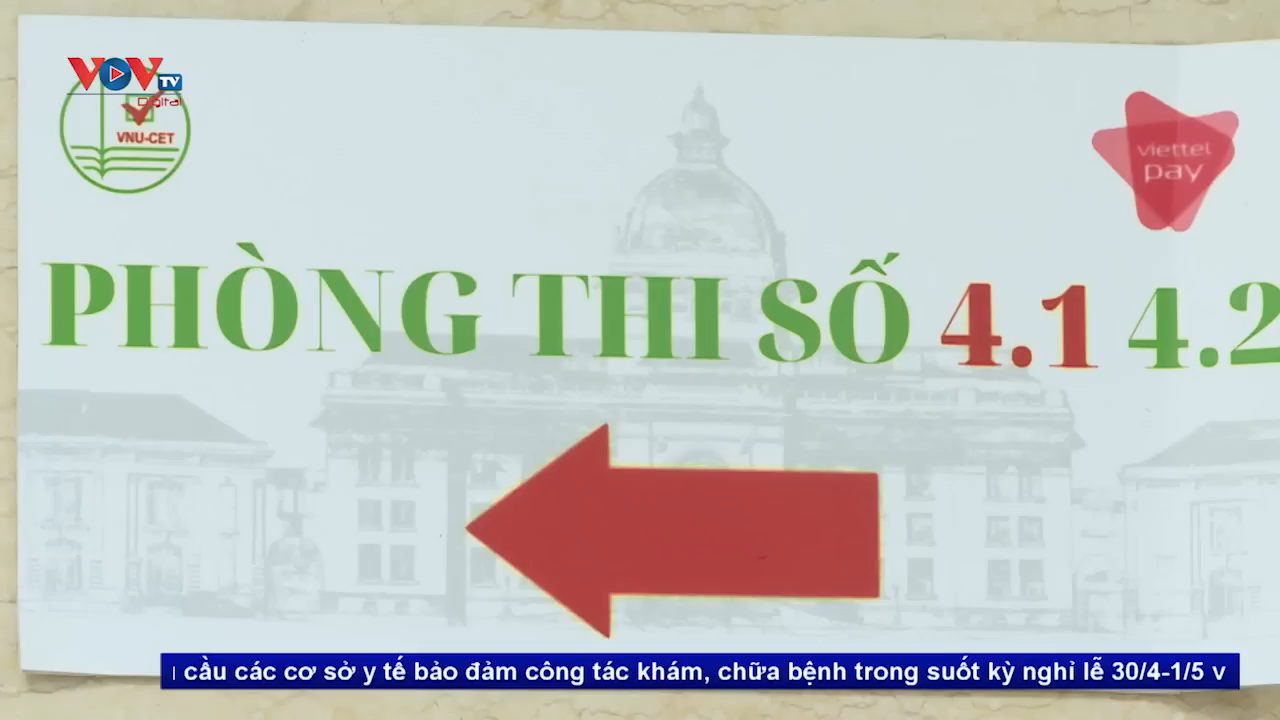 VOV TV
Digital
VNU-CET
viettel
pay
PHÒNG THI SỐ 4.1 4.2
cầu các cơ sở y tế bảo đảm công tác khám, chữa bệnh trong suốt kỳ nghỉ lễ 30/4-1/5 v